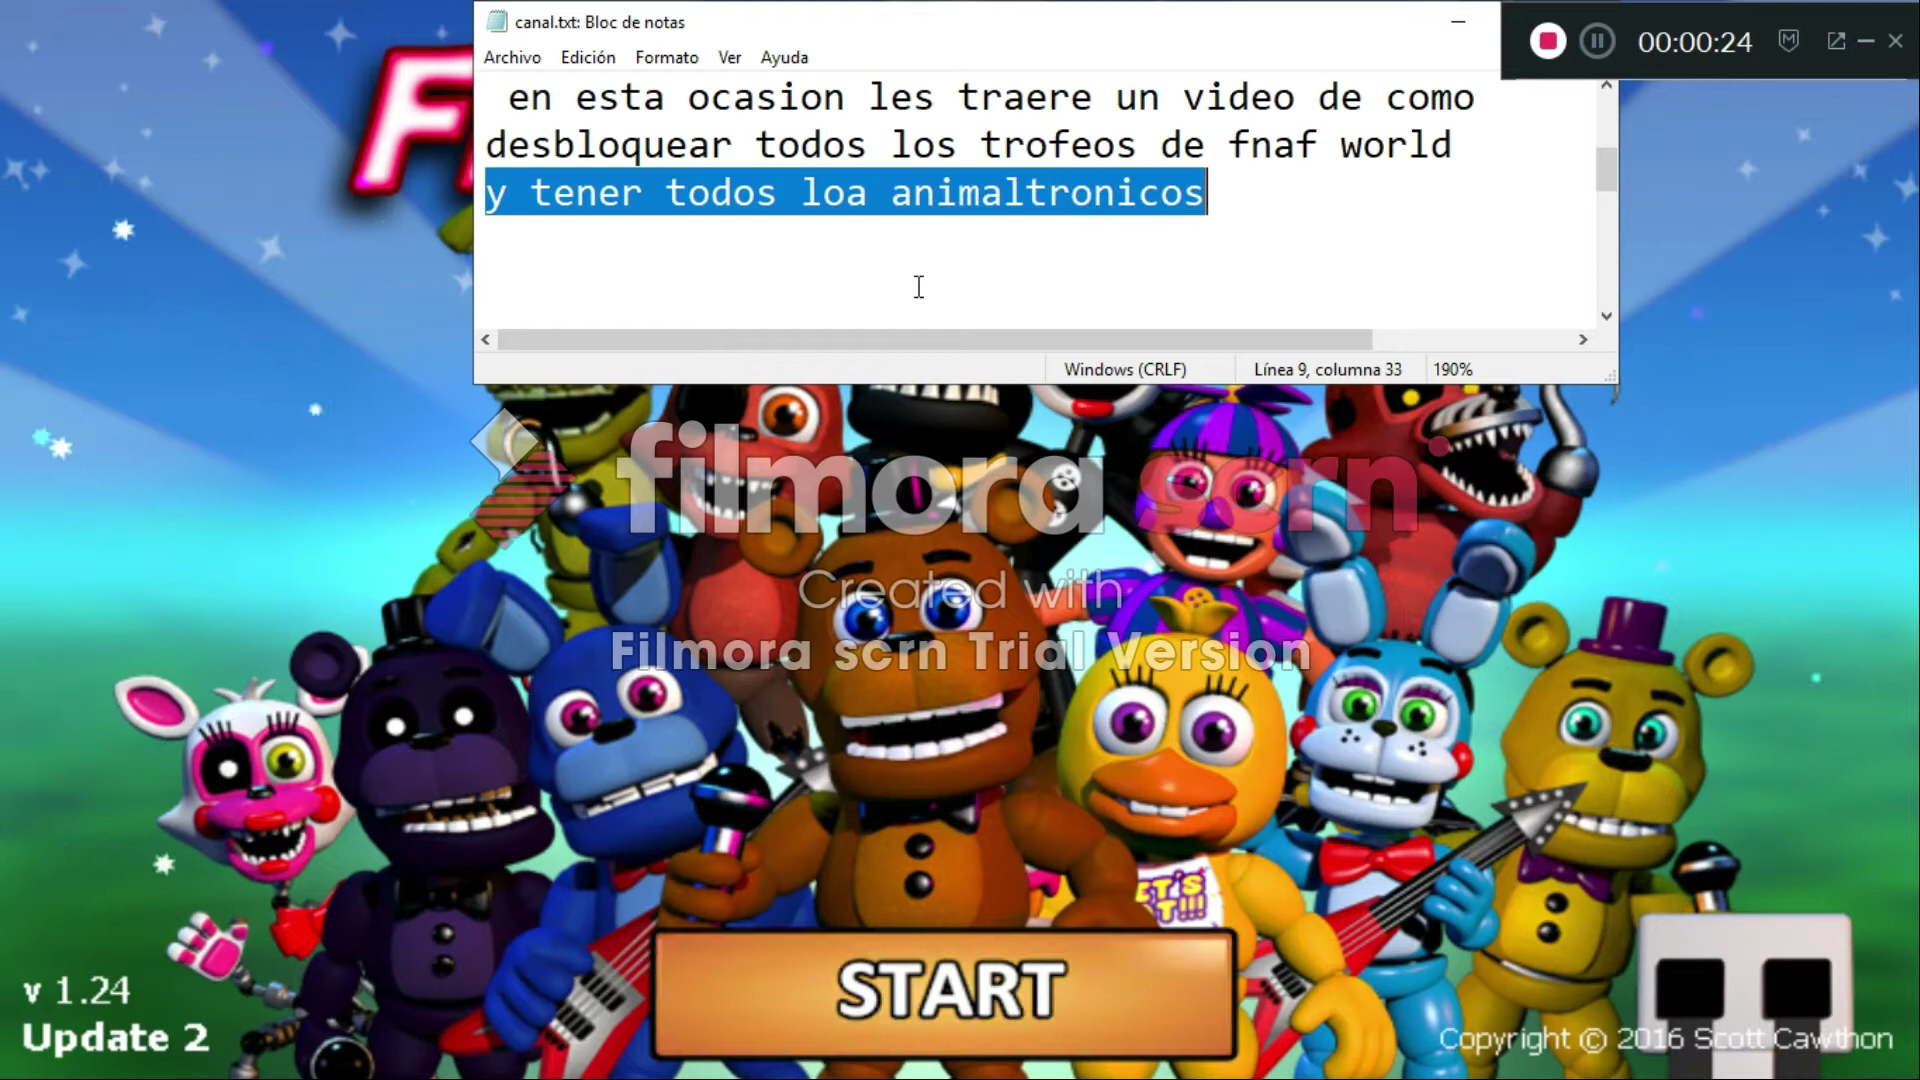 canal.txt: Bloc de notas
00:00:24
Archivo Edición Formato Ver Ayuda
en esta ocasion les traere un video de como
desbloquear todos los trofeos de fnaf world
y tener todos loa animaltronicos
Windows (CRLF) Línea 9, columna 33 190%
filmora scrn
Created with
Filmora scrn Trial Version
START
v 1.24
Update 2
Copyright © 2016 Scott Cawthon